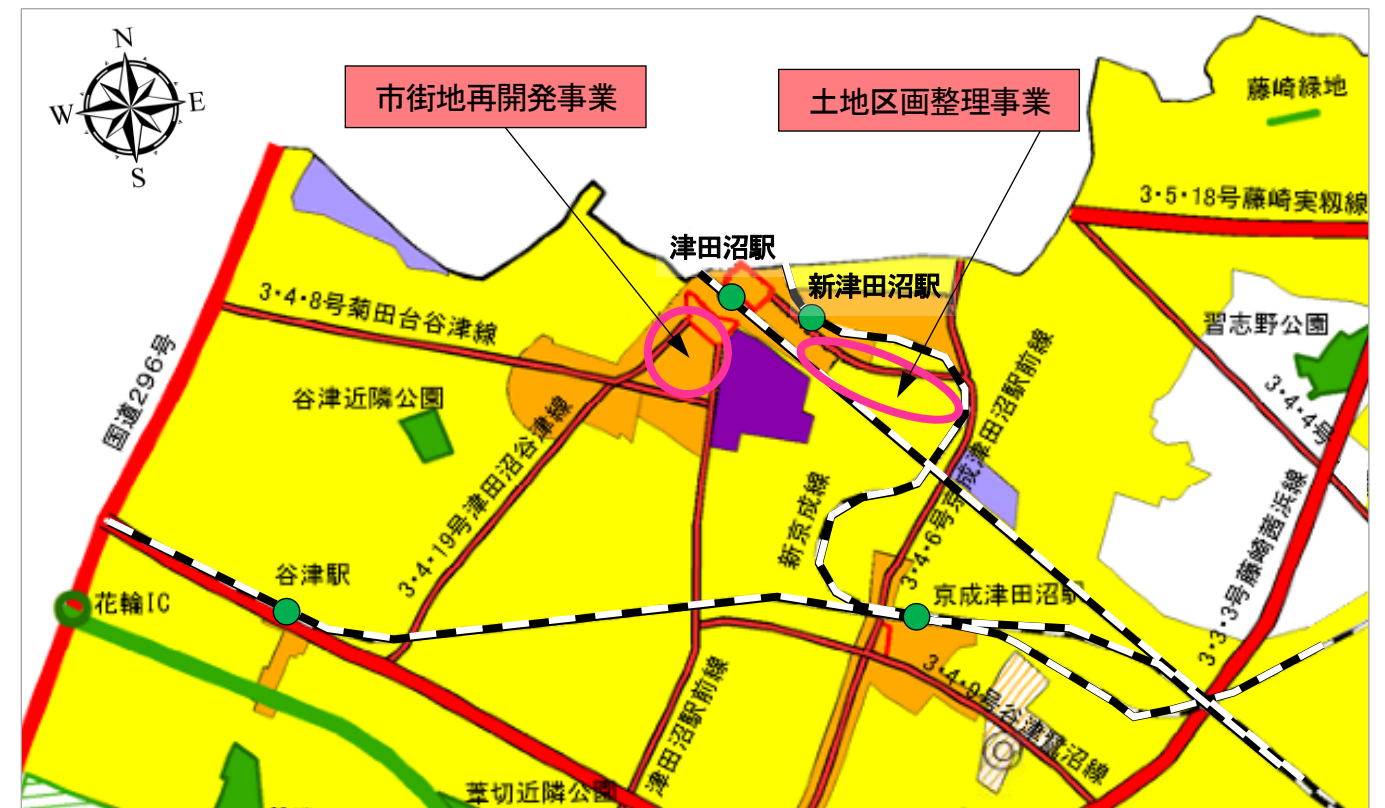 N
W
E
S
市街地再開発事業
土地区画整理事業
藤崎緑地
3・5・18号藤崎実籾線
津田沼駅
新津田沼駅
3・4・8号菊田台谷津線
習志野公園
国道296号
谷津近隣公園
3・4・4号
3・4・19号津田沼谷津線
3・4・6号京成津田沼駅前線
新京成線
3・3・3号藤崎茜浜線
谷津駅
花輪IC
京成津田沼駅
3・4・9号谷津鷺沼線
津田沼駅前線
葦切近隣公園